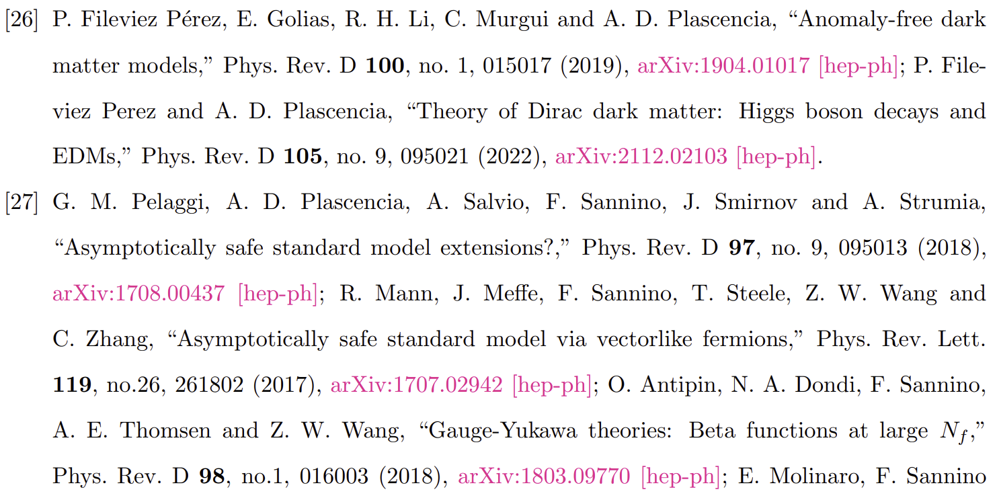 [26] P. Fileviez Pérez, E. Golias, R. H. Li, C. Murgui and A. D. Plascencia, “Anomaly-free dark
matter models,” Phys. Rev. D 100, no. 1, 015017 (2019), arXiv:1904.01017 [hep-ph]; P. File-
viez Perez and A. D. Plascencia, “Theory of Dirac dark matter: Higgs boson decays and
EDMs,” Phys. Rev. D 105, no. 9, 095021 (2022), arXiv:2112.02103 [hep-ph].
[27] G. M. Pelaggi, A. D. Plascencia, A. Salvio, F. Sannino, J. Smirnov and A. Strumia,
“Asymptotically safe standard model extensions?,” Phys. Rev. D 97, no. 9, 095013 (2018),
arXiv:1708.00437 [hep-ph]; R. Mann, J. Meffe, F. Sannino, T. Steele, Z. W. Wang and
C. Zhang, “Asymptotically safe standard model via vectorlike fermions,” Phys. Rev. Lett.
119, no.26, 261802 (2017), arXiv:1707.02942 [hep-ph]; O. Antipin, N. A. Dondi, F. Sannino,
A. E. Thomsen and Z. W. Wang, “Gauge-Yukawa theories: Beta functions at large N_f,”
Phys. Rev. D 98, no.1, 016003 (2018), arXiv:1803.09770 [hep-ph]; E. Molinaro, F. Sannino